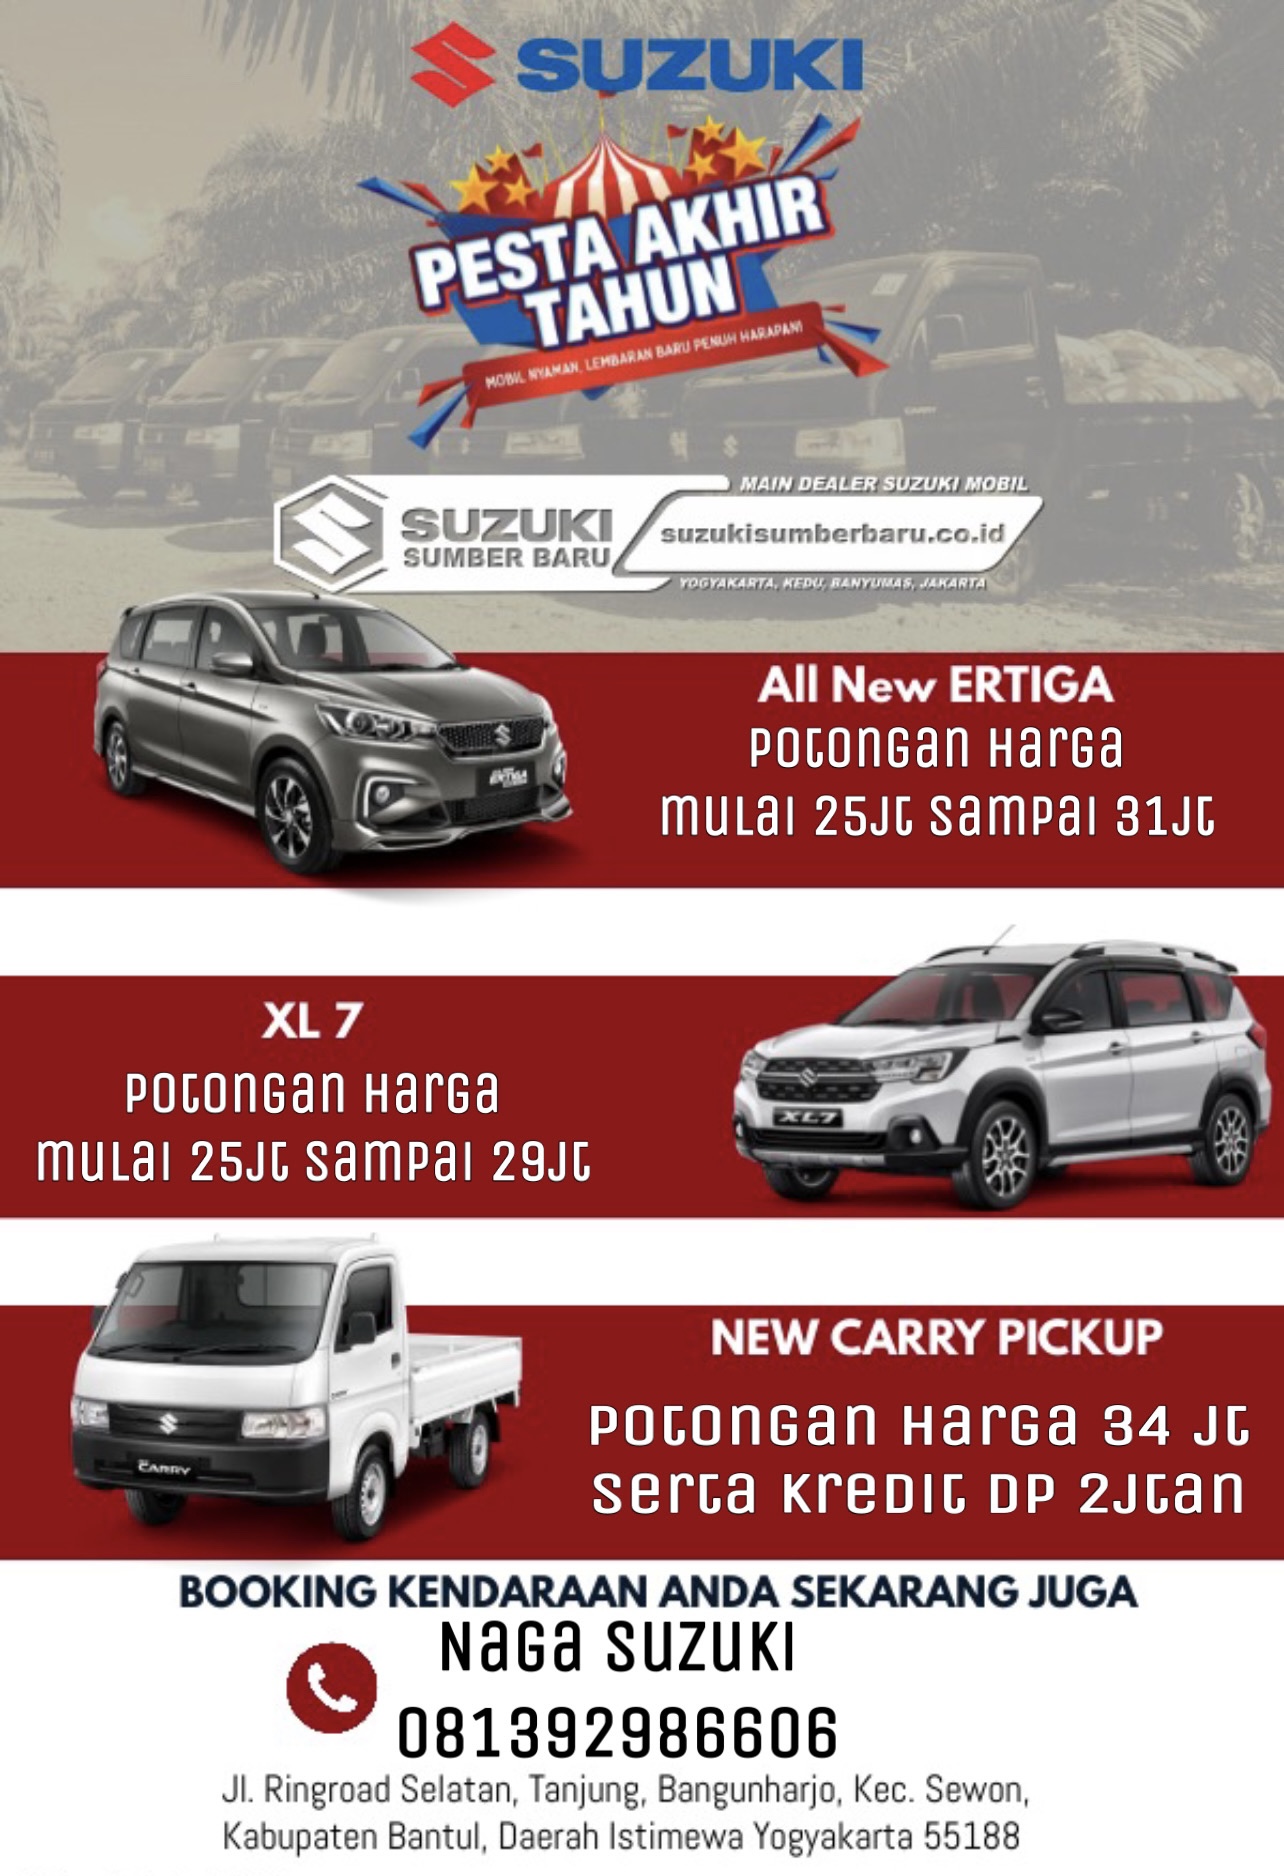 SUZUKI
PESTA AKHIR
TAHUN
MOBIL NYAMAN, LEMBARAN BARU PENUH HARAPAN!
MAIN DEALER SUZUKI MOBIL
SUZUKI
SUMBER BARU
suzukisumberbaru.co.id
YOGYAKARTA, KEDU, BANYUMAS, JAKARTA
All New ERTIGA
Potongan Harga
mulai 25Jt Sampai 31Jt
ERTIGA
XL 7
Potongan Harga
mulai 25Jt Sampai 29Jt
XL7
NEW CARRY PICKUP
Potongan Harga 34 Jt
Serta Kredit DP 2Jtan
CARRY
BOOKING KENDARAAN ANDA SEKARANG JUGA
Naga Suzuki
081392986606
Jl. Ringroad Selatan, Tanjung, Bangunharjo, Kec. Sewon,
Kabupaten Bantul, Daerah Istimewa Yogyakarta 55188